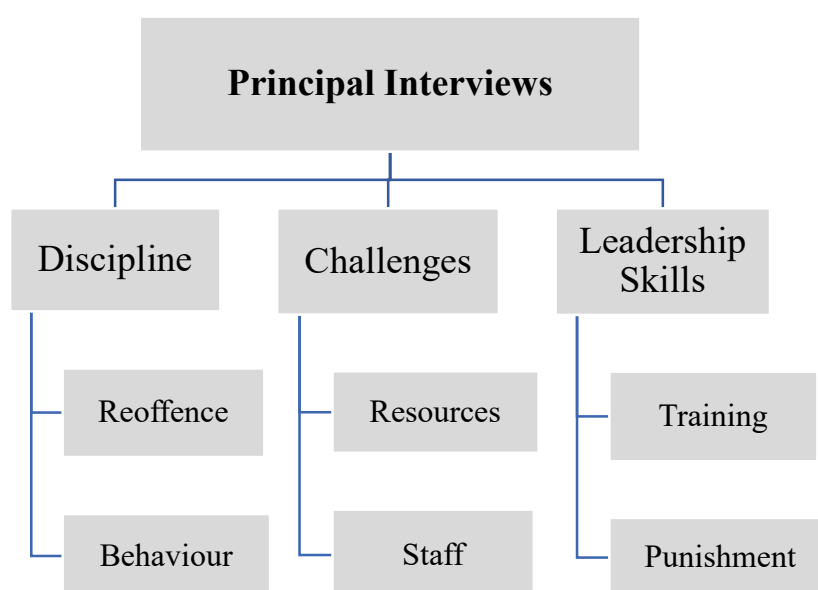 Principal Interviews
Discipline
Challenges
Leadership
Skills
Reoffence
Resources
Training
Behaviour
Staff
Punishment